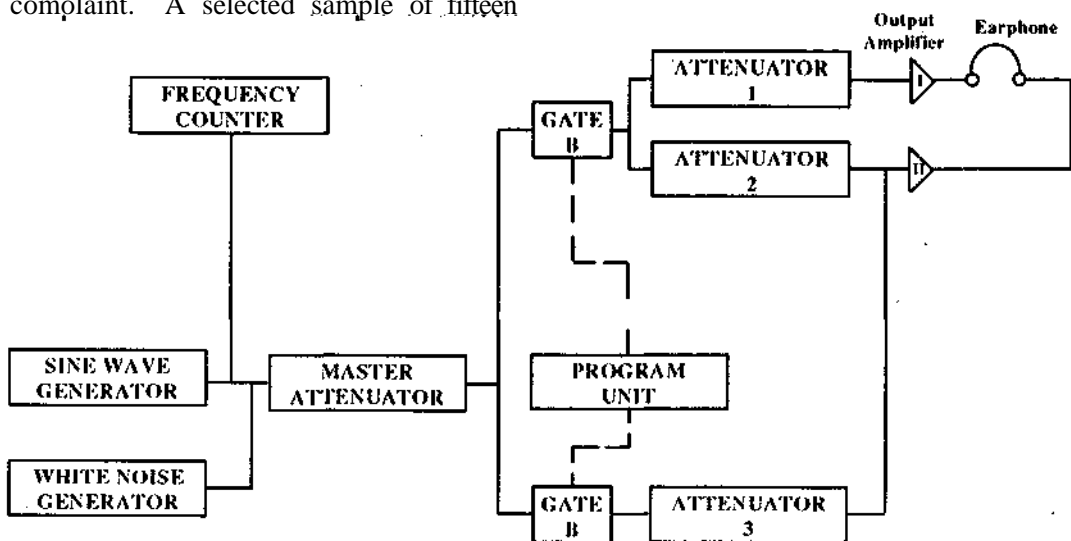 complaint. A selected sample of fifteen
Output
Amplifier
Earphone
FREQUENCY
COUNTER
GATE
B
ATTENUATOR
1
I
ATTENUATOR
2
II
SINE WAVE
GENERATOR
MASTER
ATTENUATOR
PROGRAM
UNIT
WHITE NOISE
GENERATOR
GATE
B
ATTENUATOR
3